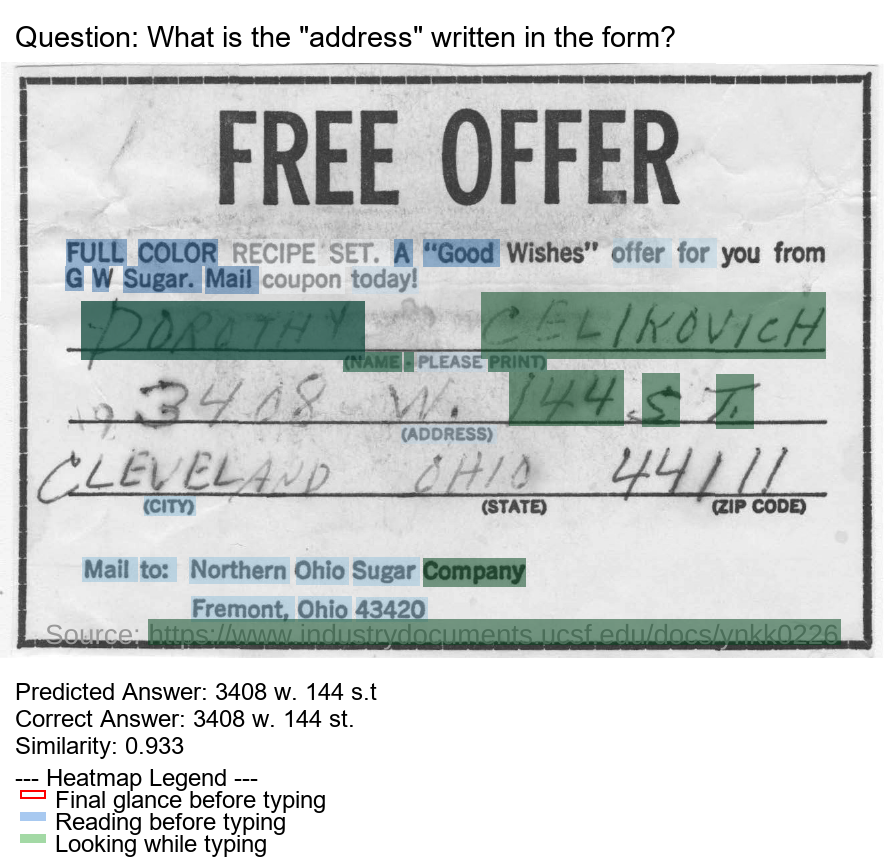 Question: What is the "address" written in the form?
FREE OFFER
FULL COLOR RECIPE SET. A "Good Wishes" offer for you from
G W Sugar. Mail coupon today!
DOROTHY CELIKOVICH
(NAME - PLEASE PRINT)
3408 W. 144 S T.
(ADDRESS)
CLEVELAND OHIO 44111
(CITY) (STATE) (ZIP CODE)
Mail to: Northern Ohio Sugar Company
Fremont, Ohio 43420
Source: https://www.industrydocuments.ucsf.edu/docs/ynkk0226
Predicted Answer: 3408 w. 144 s.t
Correct Answer: 3408 w. 144 st.
Similarity: 0.933
--- Heatmap Legend ---
Final glance before typing
Reading before typing
Looking while typing